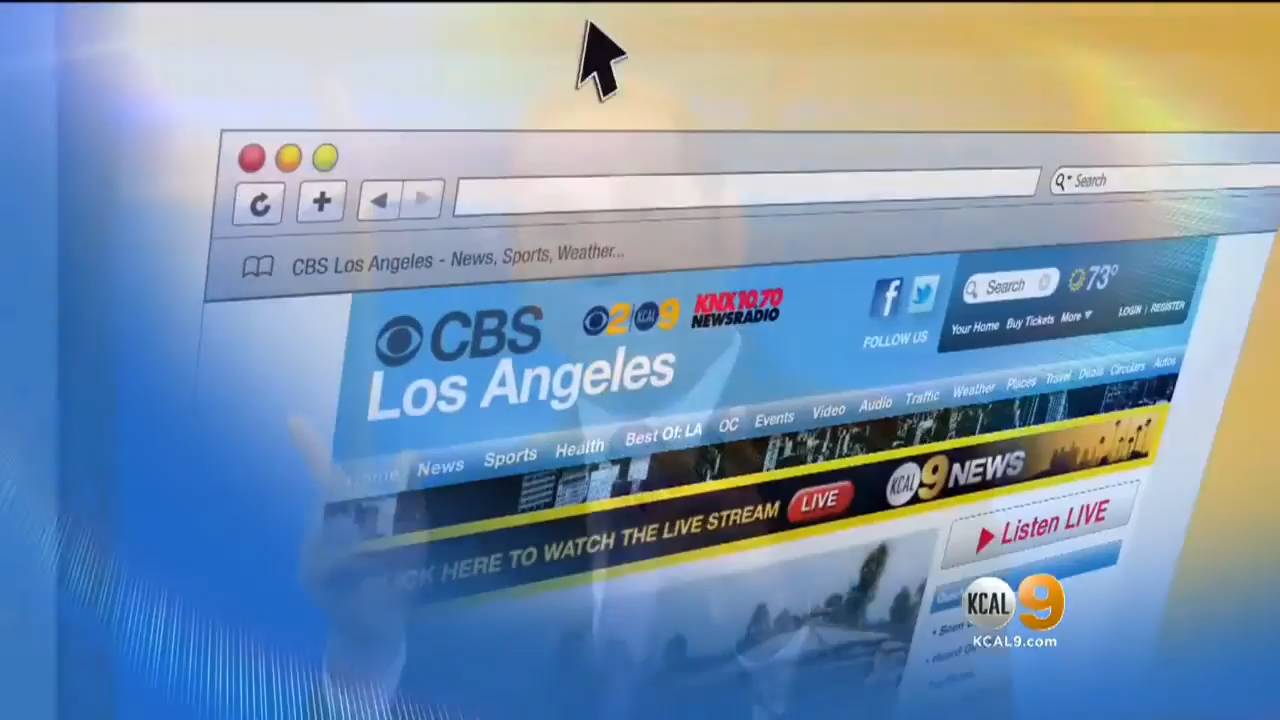 Search
CBS Los Angeles - News, Sports, Weather...
CBS
Los Angeles
2 KCAL 9
KNX 10.70
NEWSRADIO
FOLLOW US
Search
73°
Your Home Buy Tickets More
LOGIN | REGISTER
Home News Sports Health Best Of: LA OC Events Video Audio Traffic Weather Places Travel Deals Circulars Autos
HERE TO WATCH THE LIVE STREAM LIVE KCAL 9 NEWS
Listen LIVE
KCAL 9
KCAL9.com